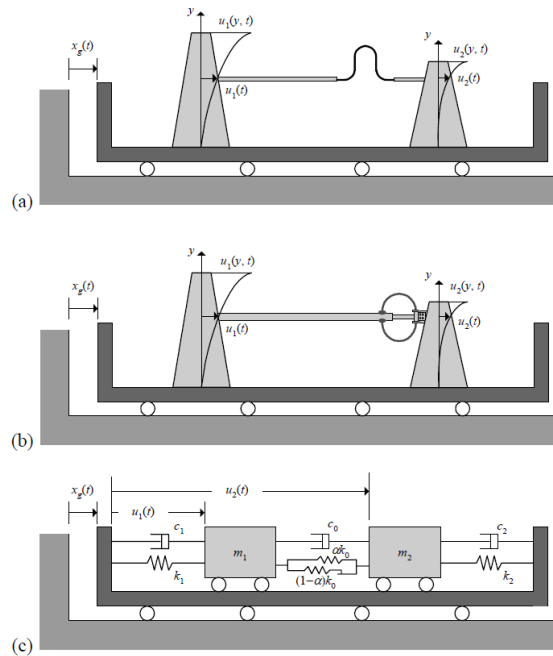 y
x_g(t)
u_1(y, t)
y
u_2(y, t)
u_1(t)
u_2(t)
(a)
y
x_g(t)
u_1(y, t)
y
u_2(y, t)
u_1(t)
u_2(t)
(b)
x_g(t)
u_2(t)
u_1(t)
c_1
c_0
c_2
m_1
αk_0
m_2
k_1
(1−α)k_0
k_2
(c)